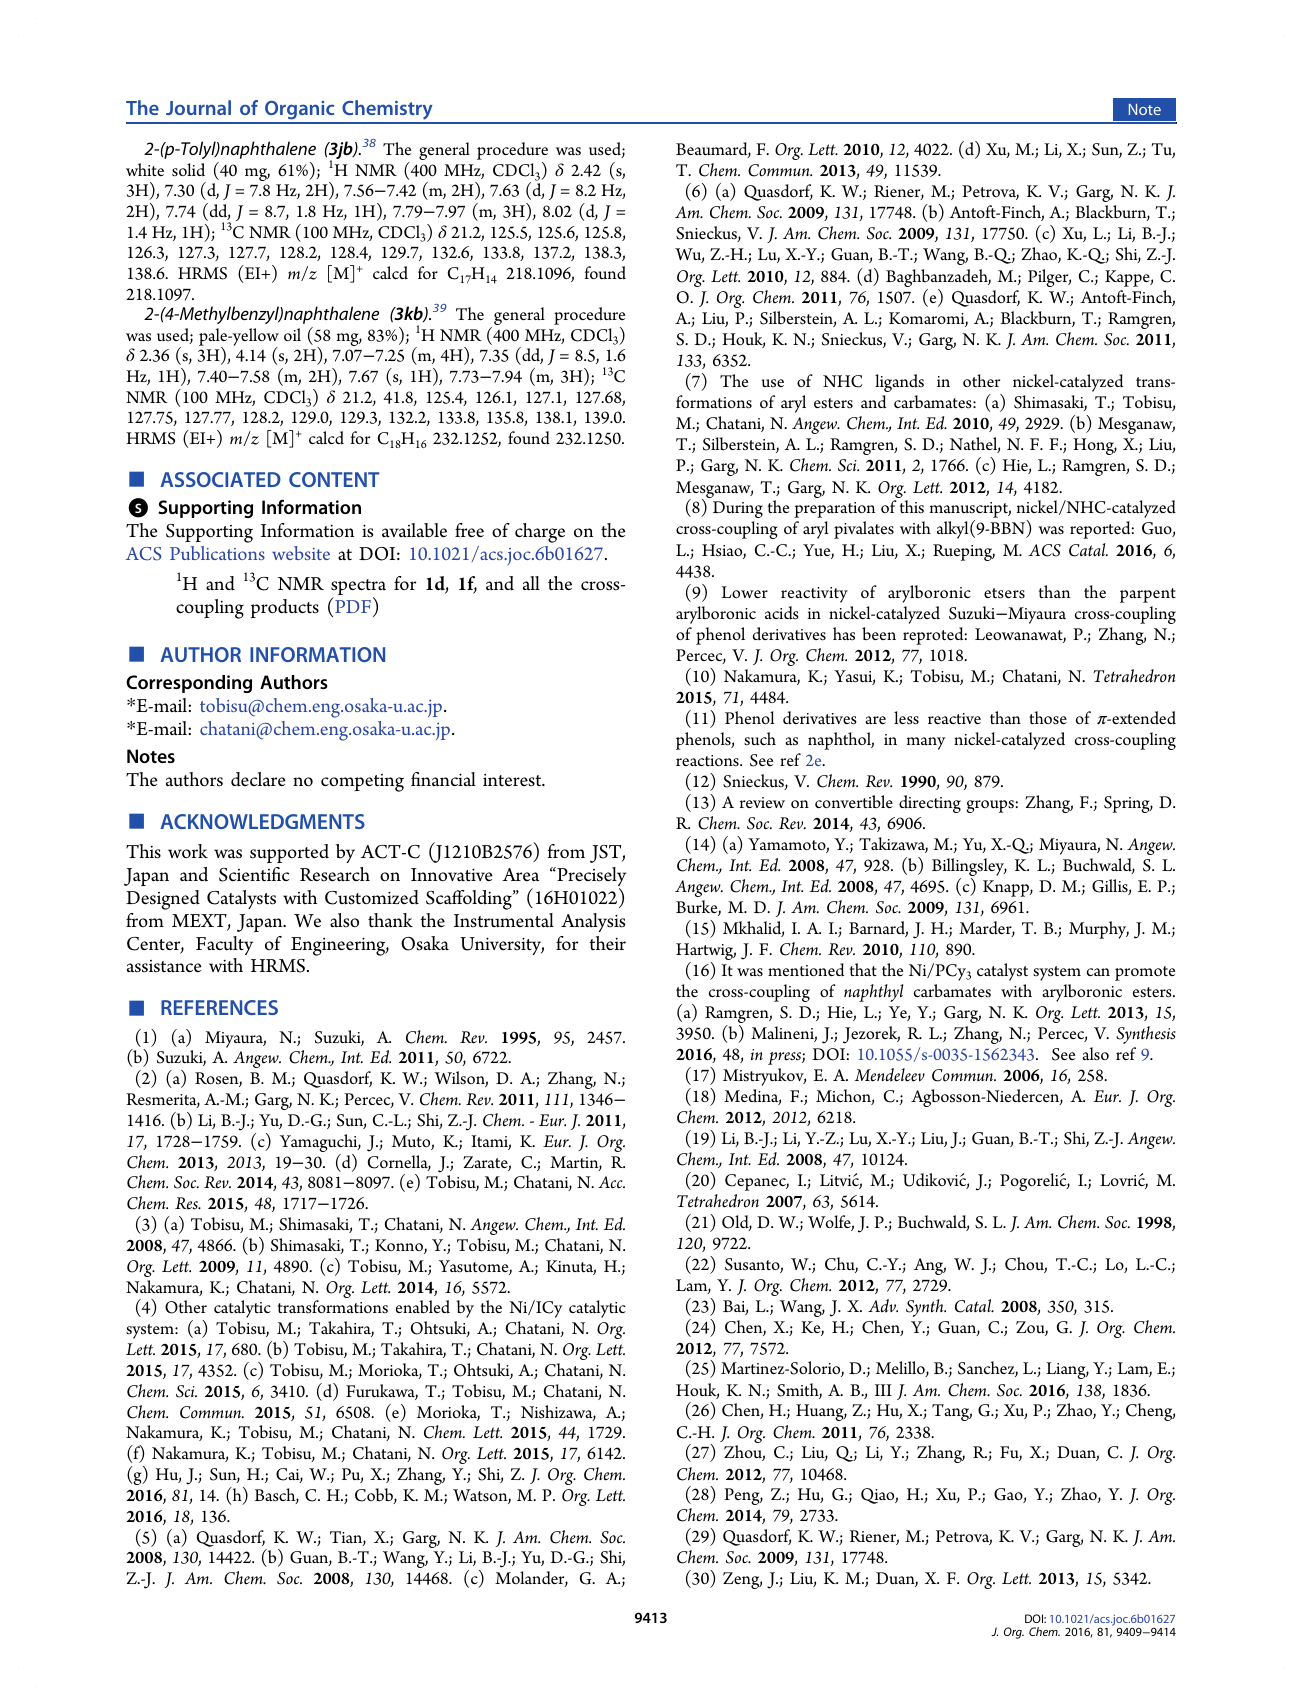 The Journal of Organic Chemistry
Note
2-(p-Tolyl)naphthalene (3jb).38 The general procedure was used;
white solid (40 mg, 61%); 1H NMR (400 MHz, CDCl3) δ 2.42 (s,
3H), 7.30 (d, J = 7.8 Hz, 2H), 7.56−7.42 (m, 2H), 7.63 (d, J = 8.2 Hz,
2H), 7.74 (dd, J = 8.7, 1.8 Hz, 1H), 7.79−7.97 (m, 3H), 8.02 (d, J =
1.4 Hz, 1H); 13C NMR (100 MHz, CDCl3) δ 21.2, 125.5, 125.6, 125.8,
126.3, 127.3, 127.7, 128.2, 128.4, 129.7, 132.6, 133.8, 137.2, 138.3,
138.6. HRMS (EI+) m/z [M]+ calcd for C17H14 218.1096, found
218.1097.
2-(4-Methylbenzyl)naphthalene (3kb).39 The general procedure
was used; pale-yellow oil (58 mg, 83%); 1H NMR (400 MHz, CDCl3)
δ 2.36 (s, 3H), 4.14 (s, 2H), 7.07−7.25 (m, 4H), 7.35 (dd, J = 8.5, 1.6
Hz, 1H), 7.40−7.58 (m, 2H), 7.67 (s, 1H), 7.73−7.94 (m, 3H); 13C
NMR (100 MHz, CDCl3) δ 21.2, 41.8, 125.4, 126.1, 127.1, 127.68,
127.75, 127.77, 128.2, 129.0, 129.3, 132.2, 133.8, 135.8, 138.1, 139.0.
HRMS (EI+) m/z [M]+ calcd for C18H16 232.1252, found 232.1250.
■ ASSOCIATED CONTENT
S Supporting Information
The Supporting Information is available free of charge on the
ACS Publications website at DOI: 10.1021/acs.joc.6b01627.
1H and 13C NMR spectra for 1d, 1f, and all the cross-
coupling products (PDF)
■ AUTHOR INFORMATION
Corresponding Authors
*E-mail: tobisu@chem.eng.osaka-u.ac.jp.
*E-mail: chatani@chem.eng.osaka-u.ac.jp.
Notes
The authors declare no competing financial interest.
■ ACKNOWLEDGMENTS
This work was supported by ACT-C (J1210B2576) from JST,
Japan and Scientific Research on Innovative Area “Precisely
Designed Catalysts with Customized Scaffolding” (16H01022)
from MEXT, Japan. We also thank the Instrumental Analysis
Center, Faculty of Engineering, Osaka University, for their
assistance with HRMS.
■ REFERENCES
(1) (a) Miyaura, N.; Suzuki, A. Chem. Rev. 1995, 95, 2457.
(b) Suzuki, A. Angew. Chem., Int. Ed. 2011, 50, 6722.
(2) (a) Rosen, B. M.; Quasdorf, K. W.; Wilson, D. A.; Zhang, N.;
Resmerita, A.-M.; Garg, N. K.; Percec, V. Chem. Rev. 2011, 111, 1346−
1416. (b) Li, B.-J.; Yu, D.-G.; Sun, C.-L.; Shi, Z.-J. Chem. - Eur. J. 2011,
17, 1728−1759. (c) Yamaguchi, J.; Muto, K.; Itami, K. Eur. J. Org.
Chem. 2013, 2013, 19−30. (d) Cornella, J.; Zarate, C.; Martin, R.
Chem. Soc. Rev. 2014, 43, 8081−8097. (e) Tobisu, M.; Chatani, N. Acc.
Chem. Res. 2015, 48, 1717−1726.
(3) (a) Tobisu, M.; Shimasaki, T.; Chatani, N. Angew. Chem., Int. Ed.
2008, 47, 4866. (b) Shimasaki, T.; Konno, Y.; Tobisu, M.; Chatani, N.
Org. Lett. 2009, 11, 4890. (c) Tobisu, M.; Yasutome, A.; Kinuta, H.;
Nakamura, K.; Chatani, N. Org. Lett. 2014, 16, 5572.
(4) Other catalytic transformations enabled by the Ni/ICy catalytic
system: (a) Tobisu, M.; Takahira, T.; Ohtsuki, A.; Chatani, N. Org.
Lett. 2015, 17, 680. (b) Tobisu, M.; Takahira, T.; Chatani, N. Org. Lett.
2015, 17, 4352. (c) Tobisu, M.; Morioka, T.; Ohtsuki, A.; Chatani, N.
Chem. Sci. 2015, 6, 3410. (d) Furukawa, T.; Tobisu, M.; Chatani, N.
Chem. Commun. 2015, 51, 6508. (e) Morioka, T.; Nishizawa, A.;
Nakamura, K.; Tobisu, M.; Chatani, N. Chem. Lett. 2015, 44, 1729.
(f) Nakamura, K.; Tobisu, M.; Chatani, N. Org. Lett. 2015, 17, 6142.
(g) Hu, J.; Sun, H.; Cai, W.; Pu, X.; Zhang, Y.; Shi, Z. J. Org. Chem.
2016, 81, 14. (h) Basch, C. H.; Cobb, K. M.; Watson, M. P. Org. Lett.
2016, 18, 136.
(5) (a) Quasdorf, K. W.; Tian, X.; Garg, N. K. J. Am. Chem. Soc.
2008, 130, 14422. (b) Guan, B.-T.; Wang, Y.; Li, B.-J.; Yu, D.-G.; Shi,
Z.-J. J. Am. Chem. Soc. 2008, 130, 14468. (c) Molander, G. A.;
Beaumard, F. Org. Lett. 2010, 12, 4022. (d) Xu, M.; Li, X.; Sun, Z.; Tu,
T. Chem. Commun. 2013, 49, 11539.
(6) (a) Quasdorf, K. W.; Riener, M.; Petrova, K. V.; Garg, N. K. J.
Am. Chem. Soc. 2009, 131, 17748. (b) Antoft-Finch, A.; Blackburn, T.;
Snieckus, V. J. Am. Chem. Soc. 2009, 131, 17750. (c) Xu, L.; Li, B.-J.;
Wu, Z.-H.; Lu, X.-Y.; Guan, B.-T.; Wang, B.-Q.; Zhao, K.-Q.; Shi, Z.-J.
Org. Lett. 2010, 12, 884. (d) Baghbanzadeh, M.; Pilger, C.; Kappe, C.
O. J. Org. Chem. 2011, 76, 1507. (e) Quasdorf, K. W.; Antoft-Finch,
A.; Liu, P.; Silberstein, A. L.; Komaromi, A.; Blackburn, T.; Ramgren,
S. D.; Houk, K. N.; Snieckus, V.; Garg, N. K. J. Am. Chem. Soc. 2011,
133, 6352.
(7) The use of NHC ligands in other nickel-catalyzed trans-
formations of aryl esters and carbamates: (a) Shimasaki, T.; Tobisu,
M.; Chatani, N. Angew. Chem., Int. Ed. 2010, 49, 2929. (b) Mesganaw,
T.; Silberstein, A. L.; Ramgren, S. D.; Nathel, N. F. F.; Hong, X.; Liu,
P.; Garg, N. K. Chem. Sci. 2011, 2, 1766. (c) Hie, L.; Ramgren, S. D.;
Mesganaw, T.; Garg, N. K. Org. Lett. 2012, 14, 4182.
(8) During the preparation of this manuscript, nickel/NHC-catalyzed
cross-coupling of aryl pivalates with alkyl(9-BBN) was reported: Guo,
L.; Hsiao, C.-C.; Yue, H.; Liu, X.; Rueping, M. ACS Catal. 2016, 6,
4438.
(9) Lower reactivity of arylboronic etsers than the parpent
arylboronic acids in nickel-catalyzed Suzuki−Miyaura cross-coupling
of phenol derivatives has been reproted: Leowanawat, P.; Zhang, N.;
Percec, V. J. Org. Chem. 2012, 77, 1018.
(10) Nakamura, K.; Yasui, K.; Tobisu, M.; Chatani, N. Tetrahedron
2015, 71, 4484.
(11) Phenol derivatives are less reactive than those of π-extended
phenols, such as naphthol, in many nickel-catalyzed cross-coupling
reactions. See ref 2e.
(12) Snieckus, V. Chem. Rev. 1990, 90, 879.
(13) A review on convertible directing groups: Zhang, F.; Spring, D.
R. Chem. Soc. Rev. 2014, 43, 6906.
(14) (a) Yamamoto, Y.; Takizawa, M.; Yu, X.-Q.; Miyaura, N. Angew.
Chem., Int. Ed. 2008, 47, 928. (b) Billingsley, K. L.; Buchwald, S. L.
Angew. Chem., Int. Ed. 2008, 47, 4695. (c) Knapp, D. M.; Gillis, E. P.;
Burke, M. D. J. Am. Chem. Soc. 2009, 131, 6961.
(15) Mkhalid, I. A. I.; Barnard, J. H.; Marder, T. B.; Murphy, J. M.;
Hartwig, J. F. Chem. Rev. 2010, 110, 890.
(16) It was mentioned that the Ni/PCy3 catalyst system can promote
the cross-coupling of naphthyl carbamates with arylboronic esters.
(a) Ramgren, S. D.; Hie, L.; Ye, Y.; Garg, N. K. Org. Lett. 2013, 15,
3950. (b) Malineni, J.; Jezorek, R. L.; Zhang, N.; Percec, V. Synthesis
2016, 48, in press; DOI: 10.1055/s-0035-1562343. See also ref 9.
(17) Mistryukov, E. A. Mendeleev Commun. 2006, 16, 258.
(18) Medina, F.; Michon, C.; Agbosson-Niedercen, A. Eur. J. Org.
Chem. 2012, 2012, 6218.
(19) Li, B.-J.; Li, Y.-Z.; Lu, X.-Y.; Liu, J.; Guan, B.-T.; Shi, Z.-J. Angew.
Chem., Int. Ed. 2008, 47, 10124.
(20) Cepanec, I.; Litvić, M.; Udiković, J.; Pogorelić, I.; Lovrić, M.
Tetrahedron 2007, 63, 5614.
(21) Old, D. W.; Wolfe, J. P.; Buchwald, S. L. J. Am. Chem. Soc. 1998,
120, 9722.
(22) Susanto, W.; Chu, C.-Y.; Ang, W. J.; Chou, T.-C.; Lo, L.-C.;
Lam, Y. J. Org. Chem. 2012, 77, 2729.
(23) Bai, L.; Wang, J. X. Adv. Synth. Catal. 2008, 350, 315.
(24) Chen, X.; Ke, H.; Chen, Y.; Guan, C.; Zou, G. J. Org. Chem.
2012, 77, 7572.
(25) Martinez-Solorio, D.; Melillo, B.; Sanchez, L.; Liang, Y.; Lam, E.;
Houk, K. N.; Smith, A. B., III J. Am. Chem. Soc. 2016, 138, 1836.
(26) Chen, H.; Huang, Z.; Hu, X.; Tang, G.; Xu, P.; Zhao, Y.; Cheng,
C.-H. J. Org. Chem. 2011, 76, 2338.
(27) Zhou, C.; Liu, Q.; Li, Y.; Zhang, R.; Fu, X.; Duan, C. J. Org.
Chem. 2012, 77, 10468.
(28) Peng, Z.; Hu, G.; Qiao, H.; Xu, P.; Gao, Y.; Zhao, Y. J. Org.
Chem. 2014, 79, 2733.
(29) Quasdorf, K. W.; Riener, M.; Petrova, K. V.; Garg, N. K. J. Am.
Chem. Soc. 2009, 131, 17748.
(30) Zeng, J.; Liu, K. M.; Duan, X. F. Org. Lett. 2013, 15, 5342.
9413
DOI: 10.1021/acs.joc.6b01627
J. Org. Chem. 2016, 81, 9409−9414